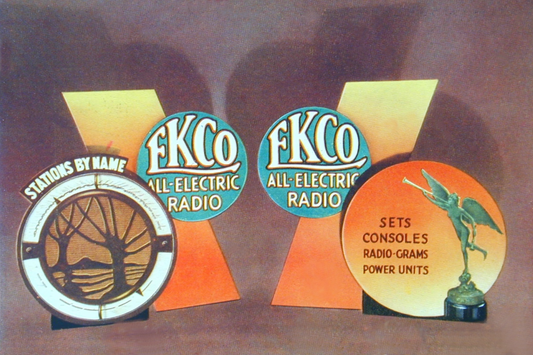 STATIONS BY NAME
EKCO
ALL-ELECTRIC
RADIO
EKCO
ALL-ELECTRIC
RADIO
SETS
CONSOLES
RADIO-GRAMS
POWER UNITS